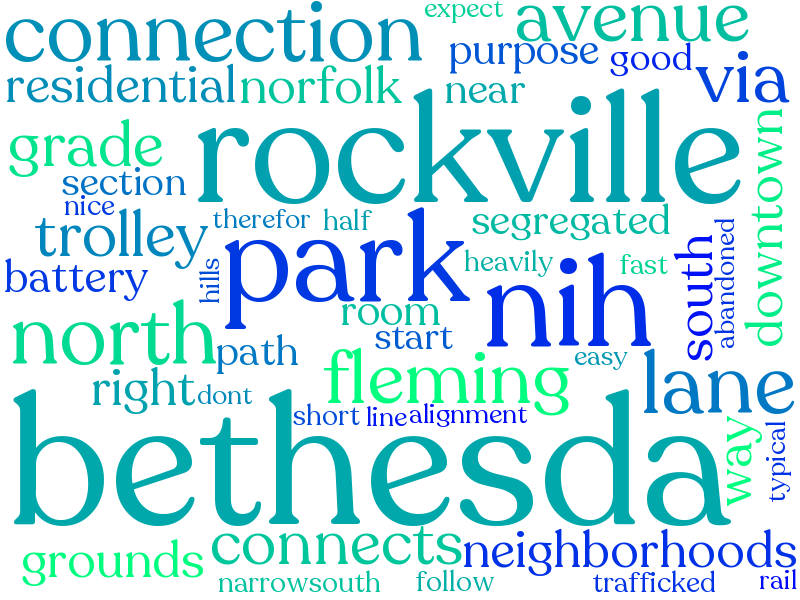 connection
expect
avenue
purpose
good
via
residential
norfolk
near
rockville
grade
section
nice
trolley
therefor
half
segregated
downtown
battery
hills
park
heavily
fast
south
abandoned
nih
room
start
north
path
easy
fleming
lane
right
dont
short
line
alignment
bethesda
way
typical
grounds
connects
neighborhoods
narrowsouth
follow
trafficked
rail